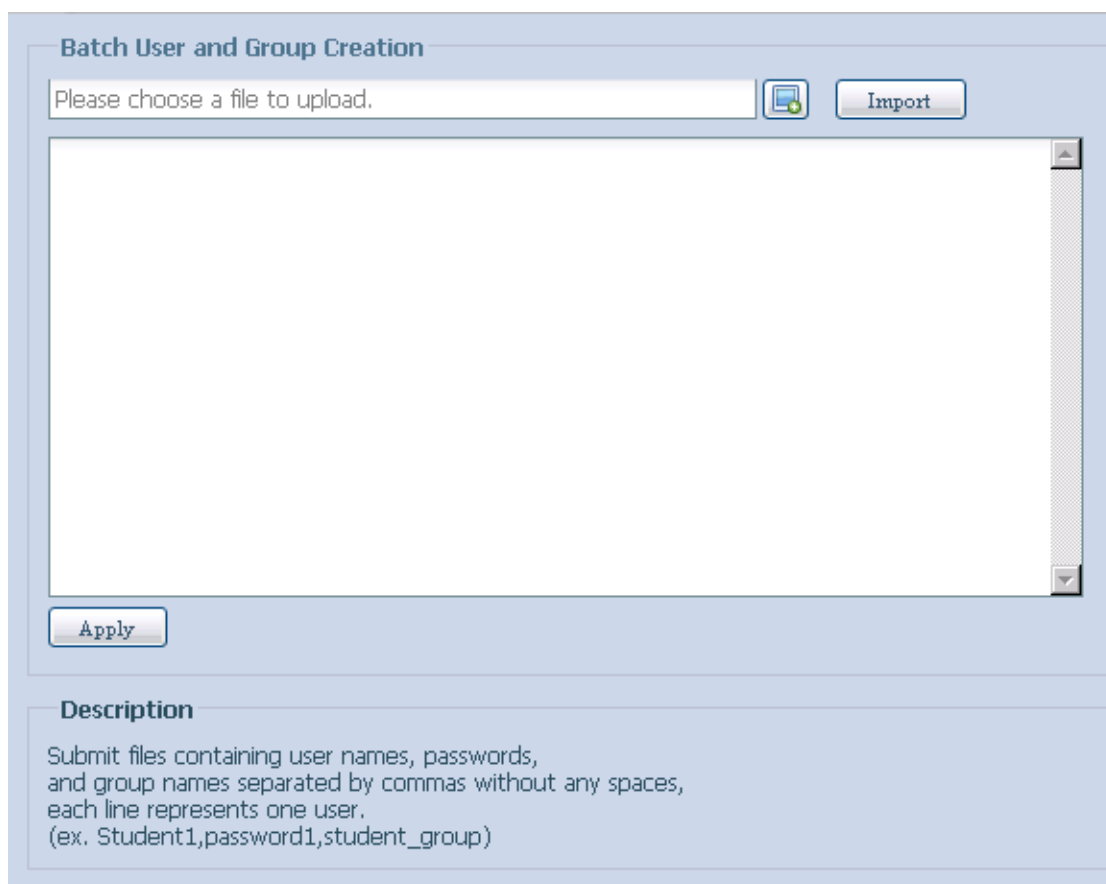 Batch User and Group Creation
Please choose a file to upload.
Import
Apply
Description
Submit files containing user names, passwords,
and group names separated by commas without any spaces,
each line represents one user.
(ex. Student1,password1,student_group)